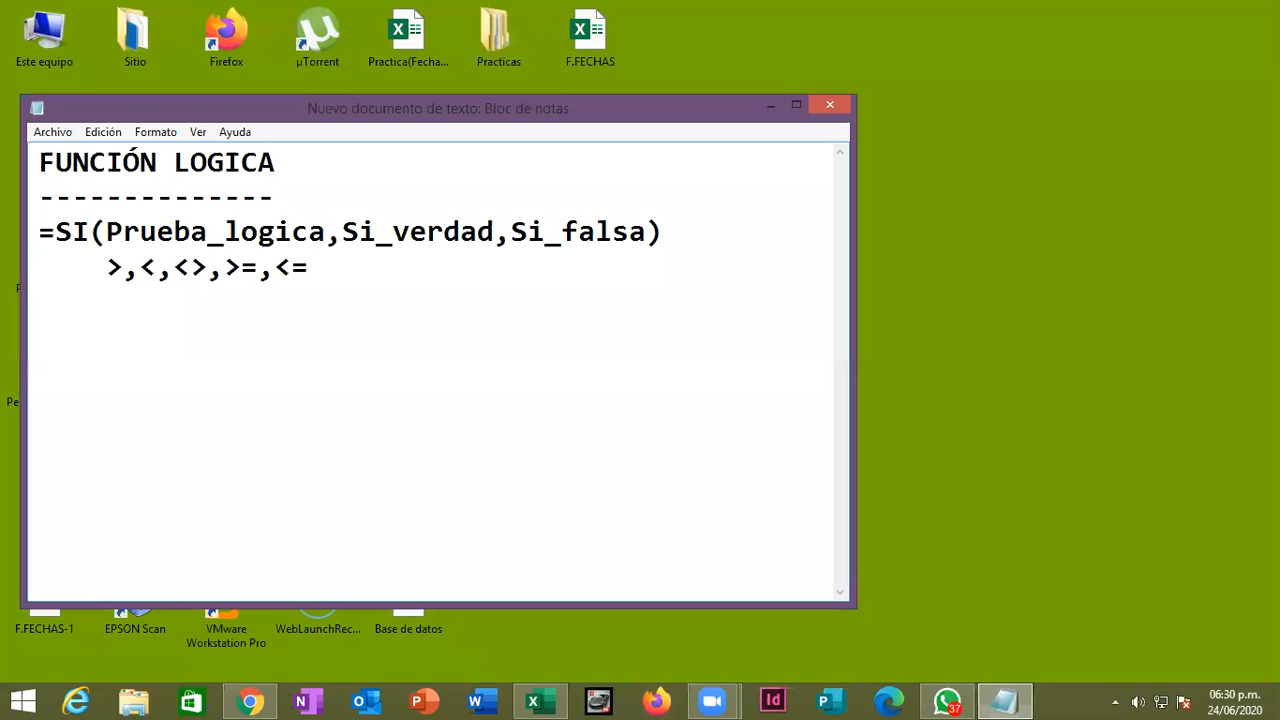 Este equipo
Sitio
Firefox
µTorrent
Practica(Fecha...
Practicas
F.FECHAS
Nuevo documento de texto: Bloc de notas
Archivo Edición Formato Ver Ayuda
FUNCIÓN LOGICA
--------------
=SI(Prueba_logica,Si_verdad,Si_falsa)
>,<,<>,>=,<=
F.FECHAS-1
EPSON Scan
VMware
Workstation Pro
WebLaunchRec...
Base de datos
37
06:30 p.m.
24/06/2020